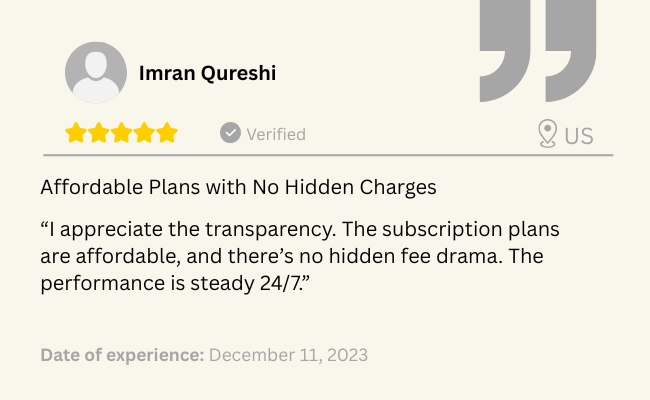 Imran Qureshi
Verified
US
Affordable Plans with No Hidden Charges
“I appreciate the transparency. The subscription plans
are affordable, and there’s no hidden fee drama. The
performance is steady 24/7.”
Date of experience: December 11, 2023